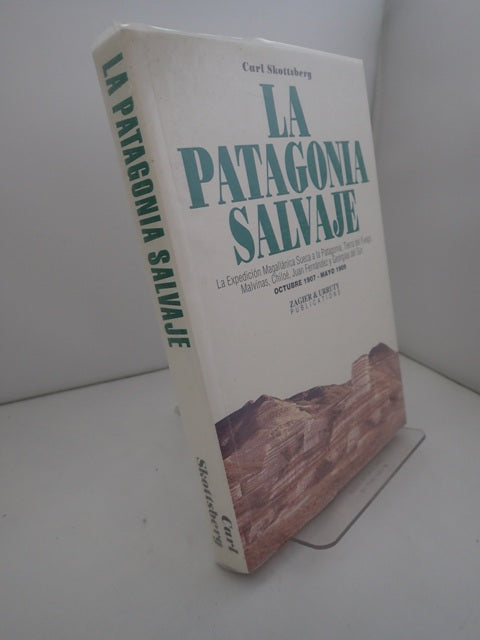 Carl Skottsberg
LA
PATAGONIA
SALVAJE
La Expedición Magallánica Sueca a la Patagonia, Tierra del Fuego
Malvinas, Chiloé, Juan Fernández y Georgias del Sur
OCTUBRE 1907 - MAYO 1909
ZAGIER & URRUTY
PUBLICATIONS
LA PATAGONIA SALVAJE
Carl
Skottsberg